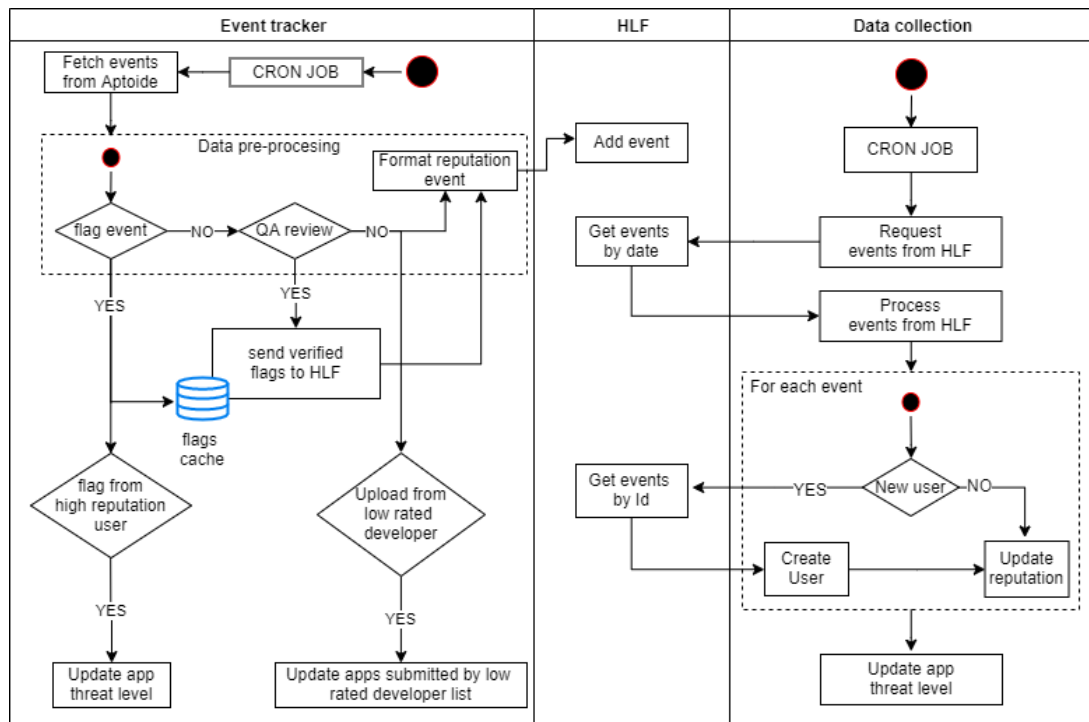 Event tracker
HLF
Data collection
Fetch events
from Aptoide
CRON JOB
Data pre-procesing
Format reputation
event
flag event
NO
QA review
NO
YES
YES
send verified
flags to HLF
flags
cache
flag from
high reputation
user
Upload from
low rated
developer
YES
YES
Update app
threat level
Update apps submitted by low
rated developer list
Add event
Get events
by date
Get events
by Id
CRON JOB
Request
events from HLF
Process
events from HLF
For each event
New user
YES
NO
Create
User
Update
reputation
Update app
threat level